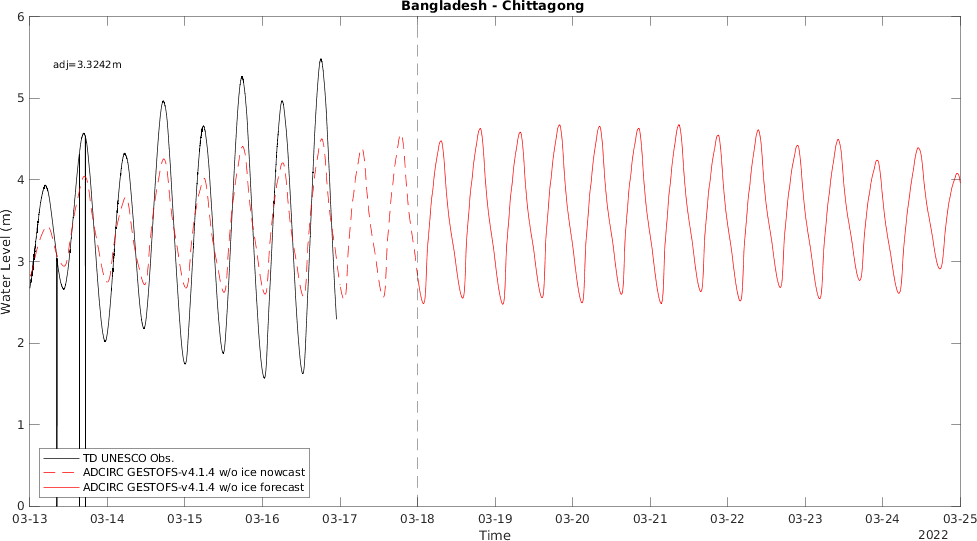 Bangladesh - Chittagong
adj=3.3242m
Water Level (m)
6
5
4
3
2
1
0
TD UNESCO Obs.
ADCIRC GESTOFS-v4.1.4 w/o ice nowcast
ADCIRC GESTOFS-v4.1.4 w/o ice forecast
03-13 03-14 03-15 03-16 03-17 03-18 03-19 03-20 03-21 03-22 03-23 03-24 03-25
Time
2022